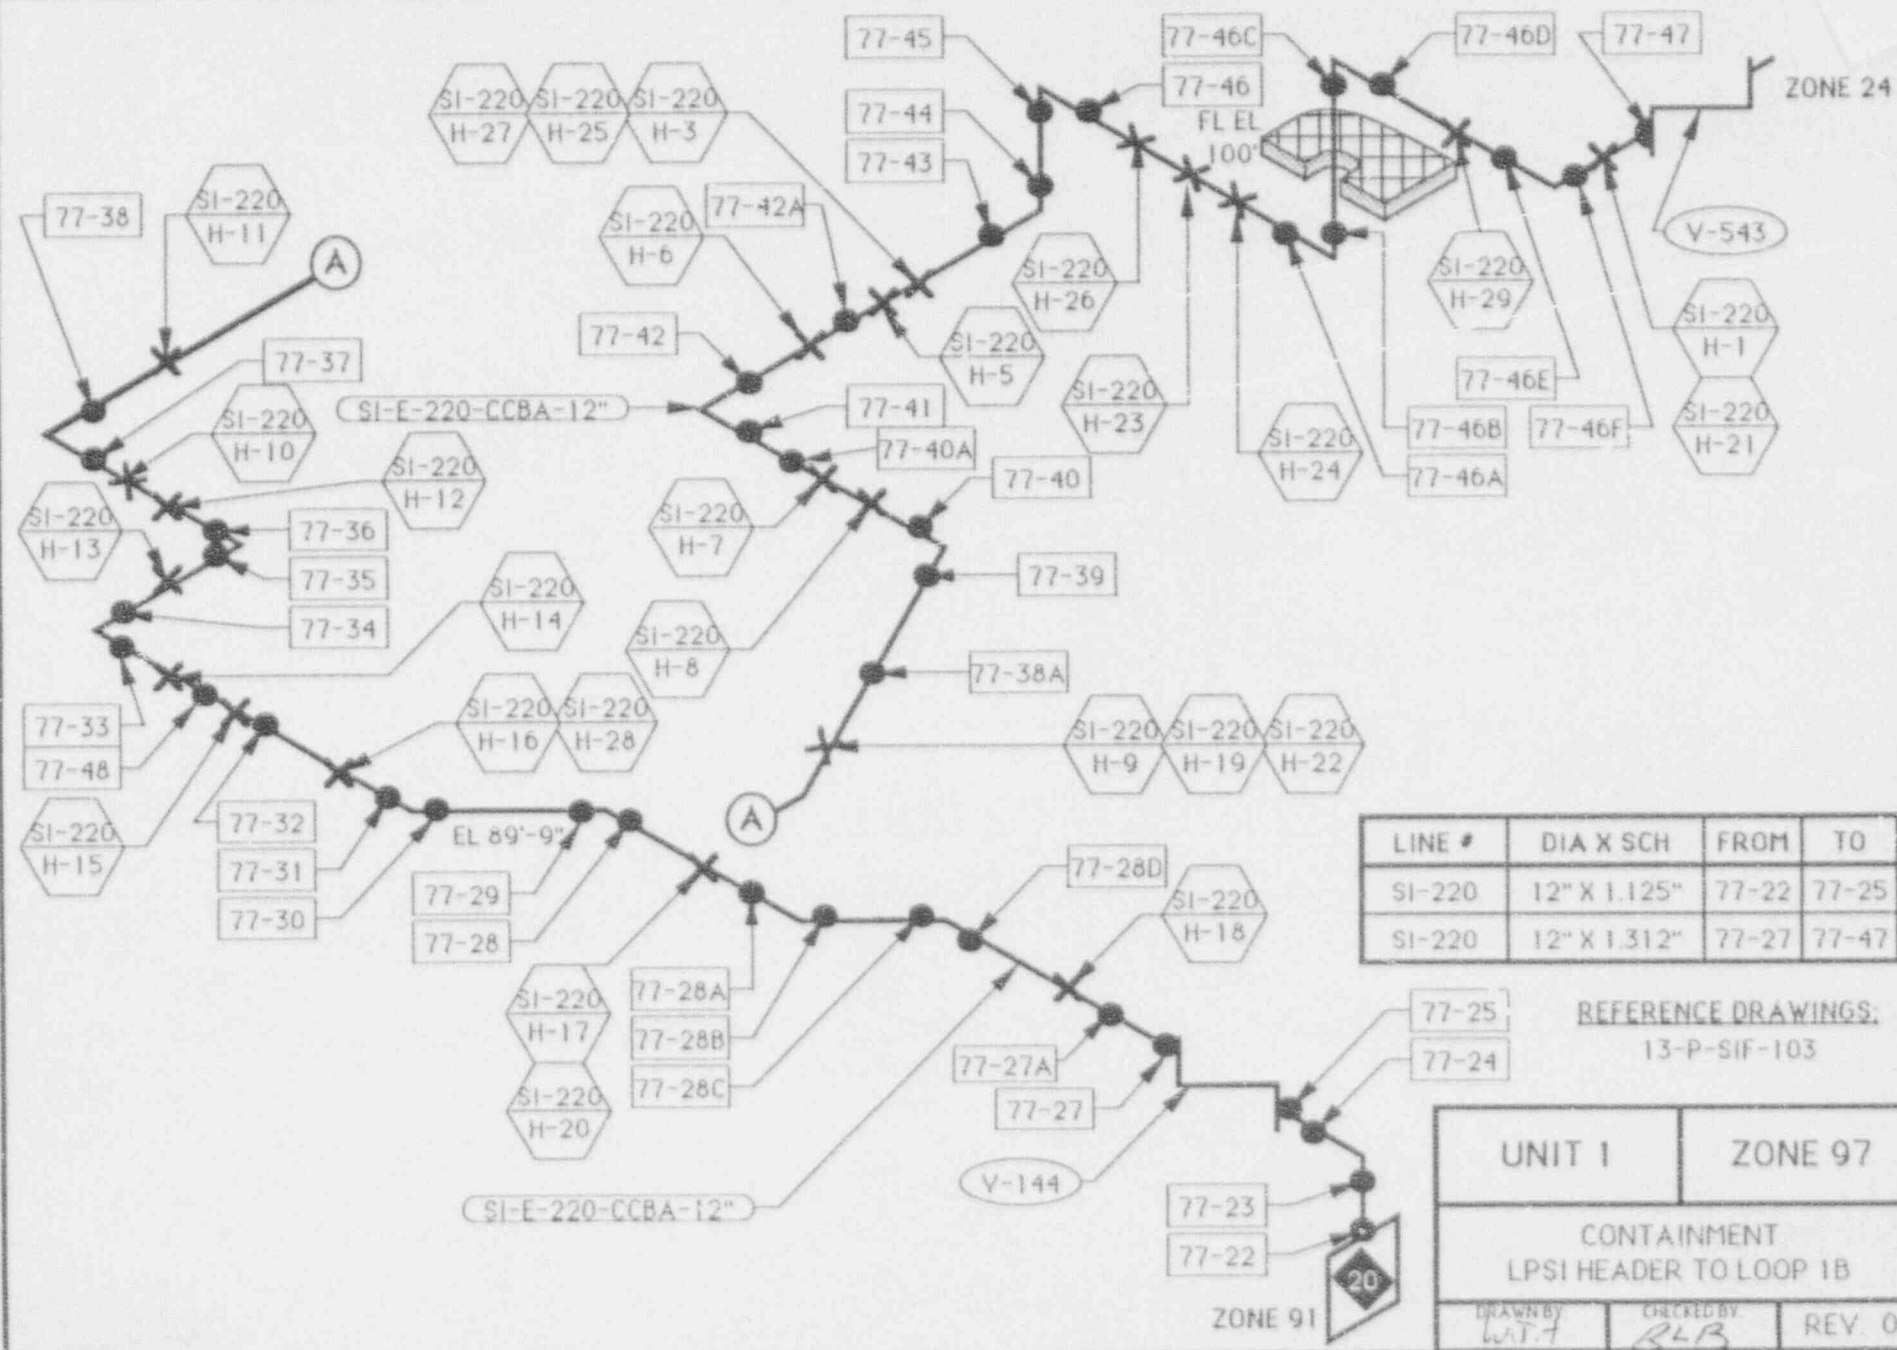 77-45
77-46C
77-46D
77-47
ZONE 24
SI-220
H-27
SI-220
H-25
SI-220
H-3
77-44
77-46
FL EL
100'
77-43
77-38
SI-220
H-11
A
SI-220
H-6
77-42A
V-543
SI-220
H-26
SI-220
H-29
SI-220
H-1
77-37
77-42
SI-220
H-5
SI-220
H-10
SI-E-220-CCBA-12"
77-41
SI-220
H-23
77-46E
SI-220
H-21
77-40A
SI-220
H-24
77-46B
77-46F
SI-220
H-12
77-40
77-46A
SI-220
H-13
77-36
SI-220
H-7
77-35
77-39
77-34
SI-220
H-14
SI-220
H-8
77-38A
77-33
77-48
SI-220
H-16
SI-220
H-28
SI-220
H-9
SI-220
H-19
SI-220
H-22
SI-220
H-15
77-32
77-31
77-30
EL 89'-9"
A
77-29
77-28
77-28D
SI-220
H-18
LINE # DIA X SCH FROM TO
SI-220 12" X 1.125" 77-22 77-25
SI-220 12" X 1.312" 77-27 77-47
SI-220
H-17
SI-220
H-20
77-28A
77-28B
77-28C
77-27A
77-27
77-25
77-24
REFERENCE DRAWINGS:
13-P-SIF-103
SI-E-220-CCBA-12"
V-144
77-23
77-22
20
ZONE 91
UNIT 1 ZONE 97
CONTAINMENT
LPSI HEADER TO LOOP 1B
DRAWN BY CHECKED BY REV. 0
RLB